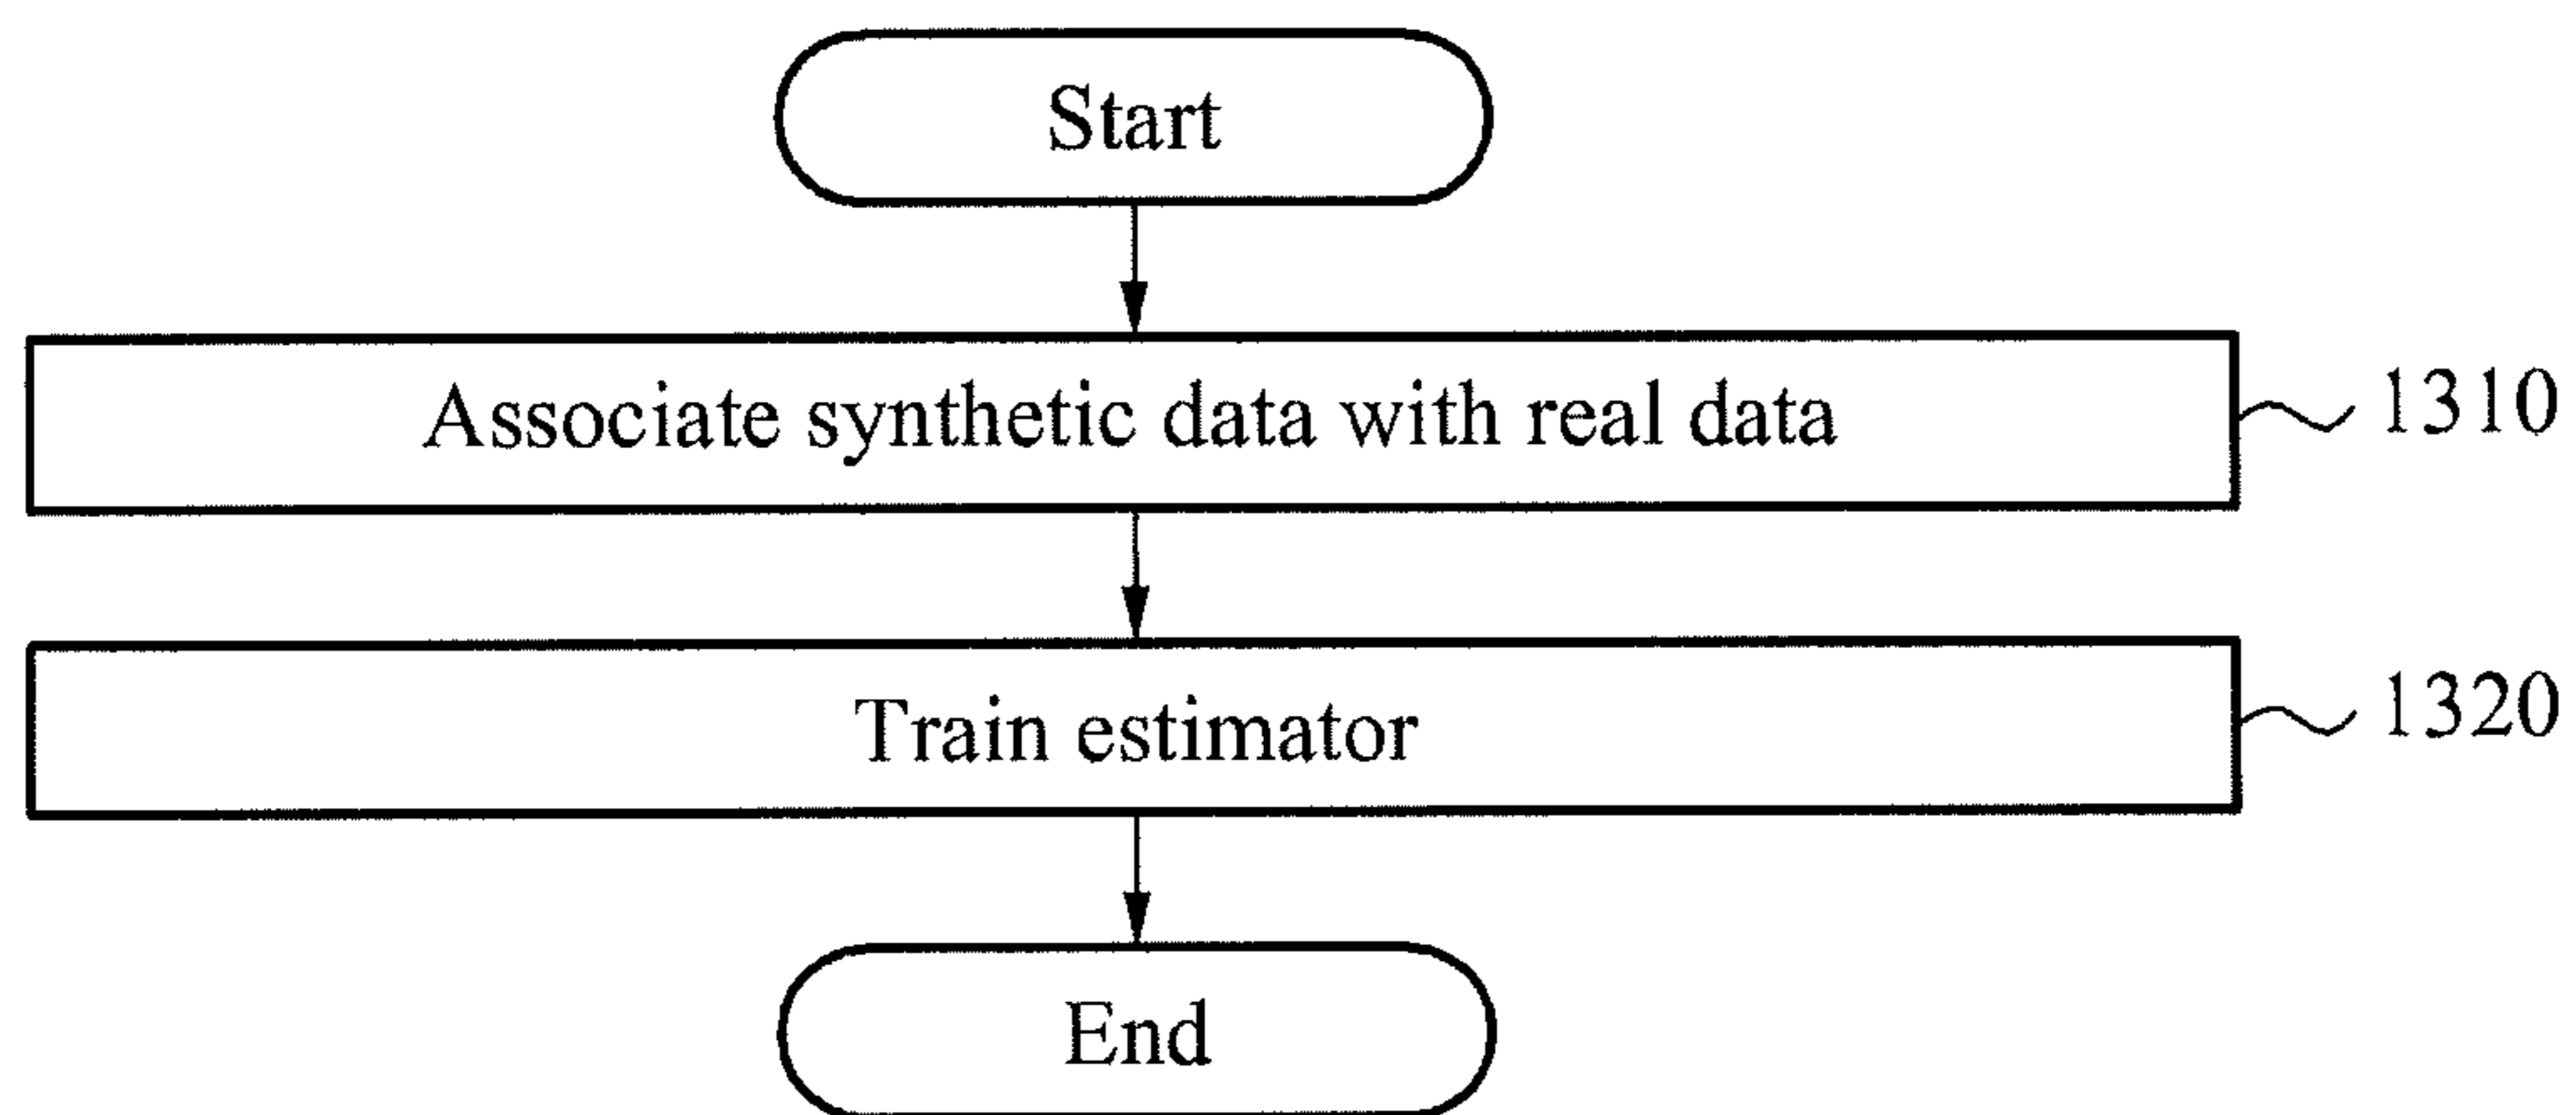 Start
Associate synthetic data with real data
1310
Train estimator
1320
End